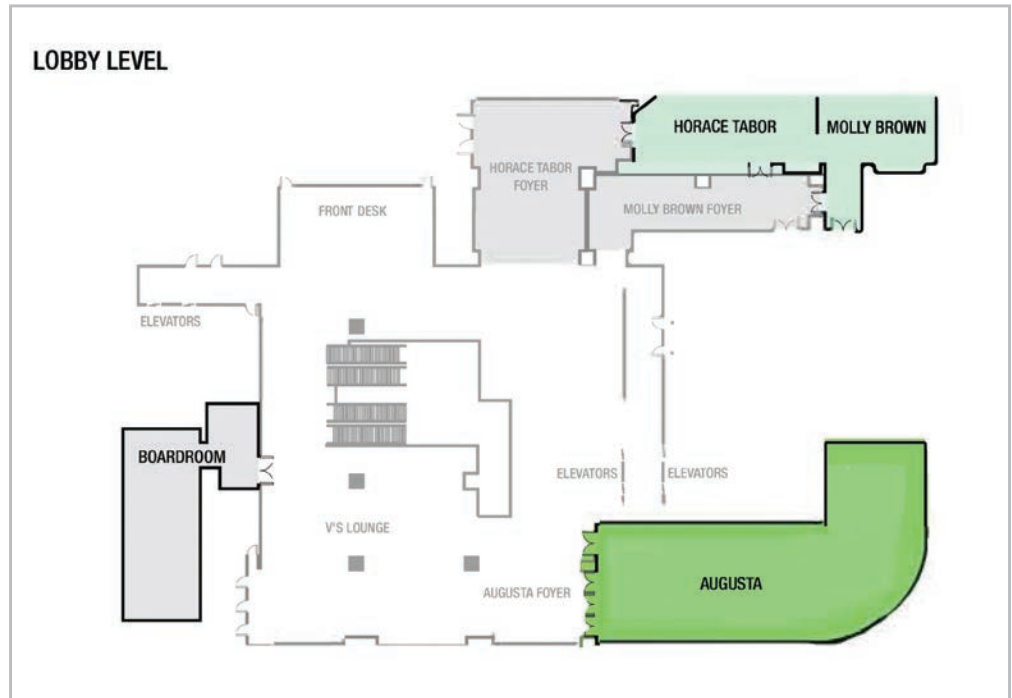 LOBBY LEVEL
HORACE TABOR
MOLLY BROWN
HORACE TABOR
FOYER
FRONT DESK
MOLLY BROWN FOYER
ELEVATORS
BOARDROOM
ELEVATORS
ELEVATORS
V'S LOUNGE
AUGUSTA FOYER
AUGUSTA